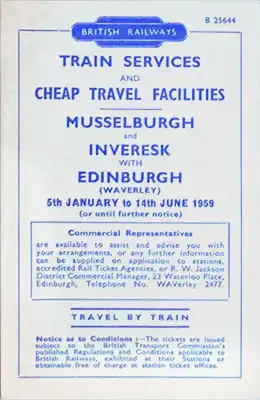 B 25644
BRITISH RAILWAYS
TRAIN SERVICES
AND
CHEAP TRAVEL FACILITIES
MUSSELBURGH
and
INVERESK
WITH
EDINBURGH
(WAVERLEY)
5th JANUARY to 14th JUNE 1959
(or until further notice)
Commercial Representatives
are available to assist and advise you with
your arrangements, or any further information
can be supplied on application to stations,
accredited Rail Ticket Agencies, or R. W. Jackson
District Commercial Manager, 23 Waterloo Place,
Edinburgh, Telephone No. WAVerley 2477.
TRAVEL BY TRAIN
Notice as to Conditions :—The tickets are issued
subject to the British Transport Commission's
published Regulations and Conditions applicable to
British Railways, exhibited at their Stations or
obtainable free of charge at station ticket offices.